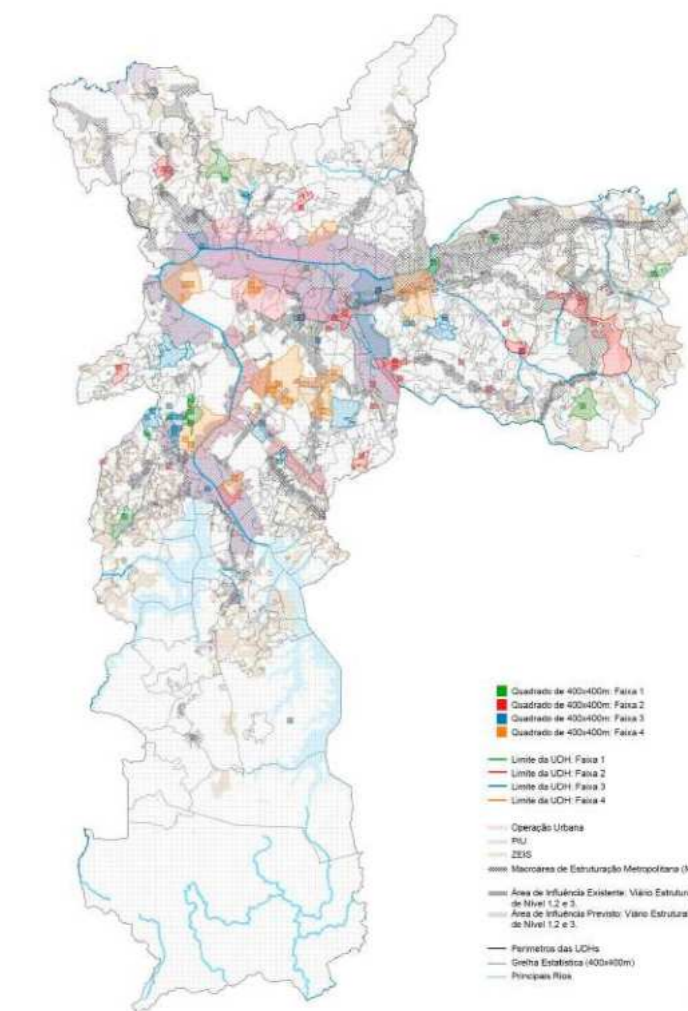 Quadrado de 400x400m: Faixa 1
Quadrado de 400x400m: Faixa 2
Quadrado de 400x400m: Faixa 3
Quadrado de 400x400m: Faixa 4
Limite da UDH: Faixa 1
Limite da UDH: Faixa 2
Limite da UDH: Faixa 3
Limite da UDH: Faixa 4
Operação Urbana
PIU
ZEIS
Macroárea de Estruturação Metropolitana (M
Área de Influência Existente: Viário Estrutura
de Nível 1,2 e 3.
Área de Influência Previsto: Viário Estrutural
de Nível 1,2 e 3.
Perímetros das UDHs
Grelha Estatística (400x400m)
Principais Rios